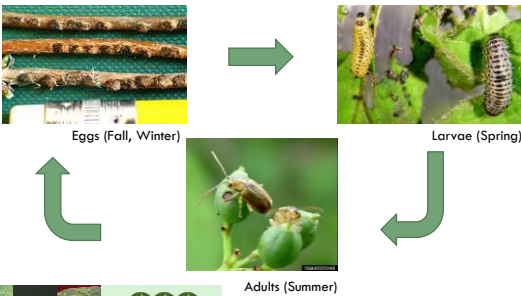 Eggs (Fall, Winter)
Larvae (Spring)
Adults (Summer)